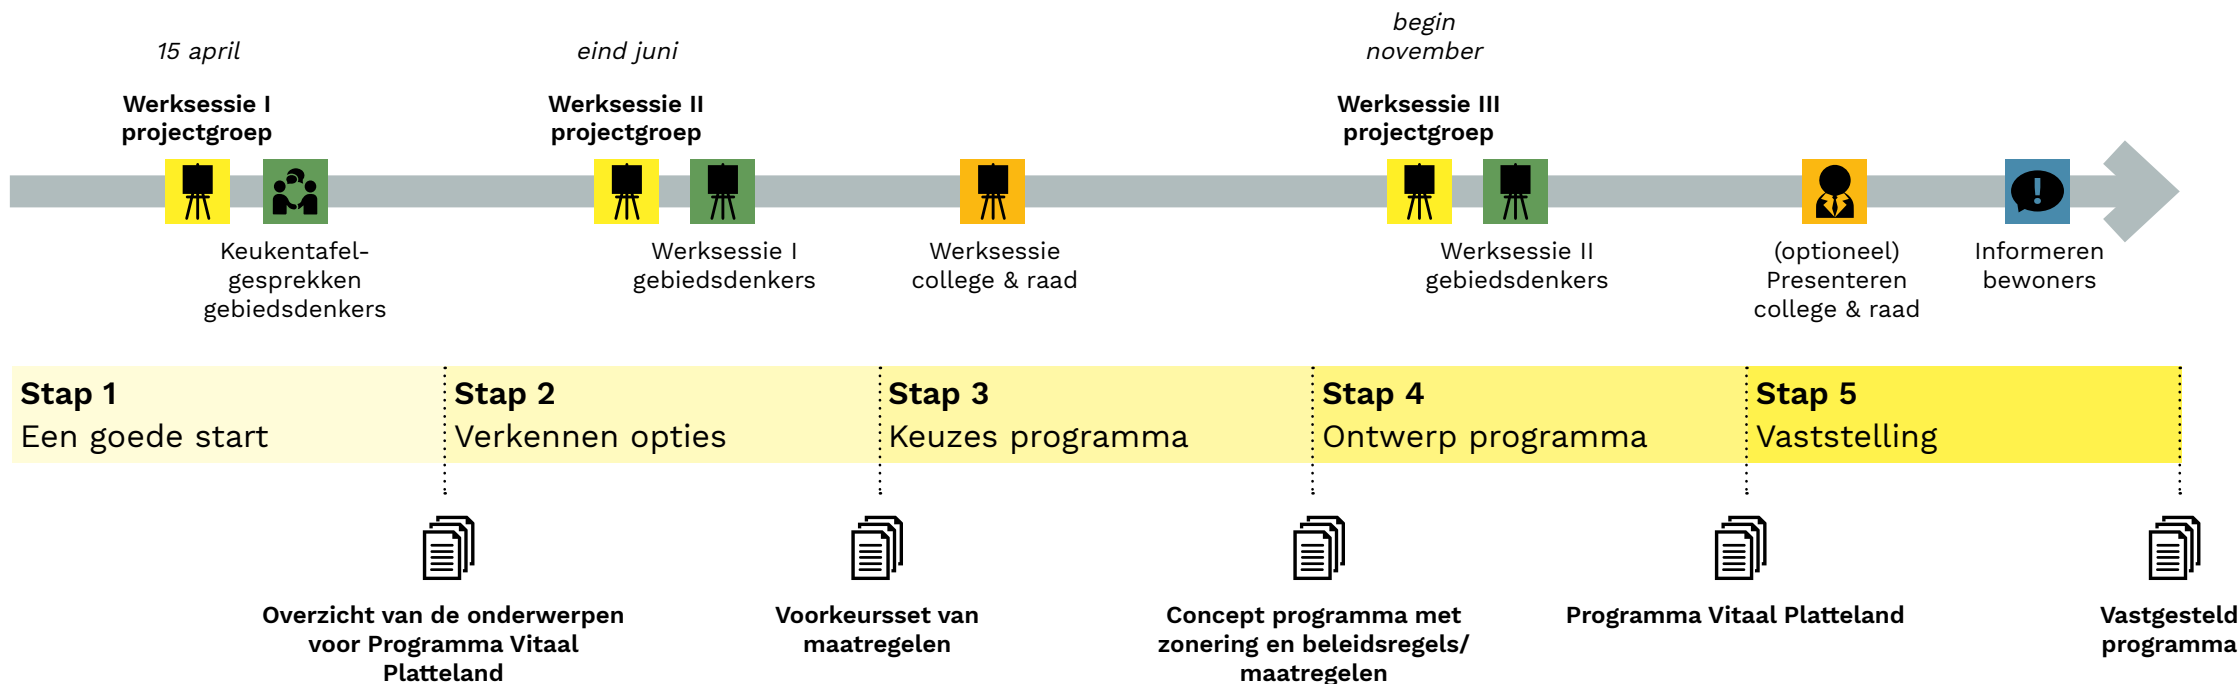 15 april
eind juni
begin
november
Werksessie I
projectgroep
Werksessie II
projectgroep
Werksessie III
projectgroep
!
Keukentafel-
gesprekken
gebiedsdenkers
Werksessie I
gebiedsdenkers
Werksessie
college & raad
Werksessie II
gebiedsdenkers
(optioneel)
Presenteren
college & raad
Informeren
bewoners
Stap 1
Een goede start
Stap 2
Verkennen opties
Stap 3
Keuzes programma
Stap 4
Ontwerp programma
Stap 5
Vaststelling
Overzicht van de onderwerpen
voor Programma Vitaal
Platteland
Voorkeursset van
maatregelen
Concept programma met
zonering en beleidsregels/
maatregelen
Programma Vitaal Platteland
Vastgesteld
programma